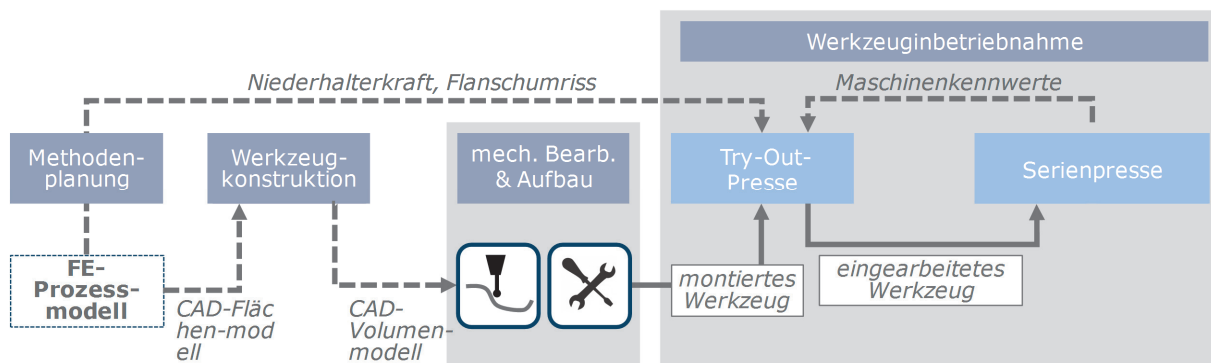 Werkzeuginbetriebnahme
Niederhalterkraft, Flanschumriss
Maschinenkennwerte
Methoden-
planung
Werkzeug-
konstruktion
mech. Bearb.
& Aufbau
Try-Out-
Presse
Serienpresse
FE-
Prozess-
modell
CAD-Fläc
hen-mod
ell
CAD-
Volumen-
modell
montiertes
Werkzeug
eingearbeitetes
Werkzeug